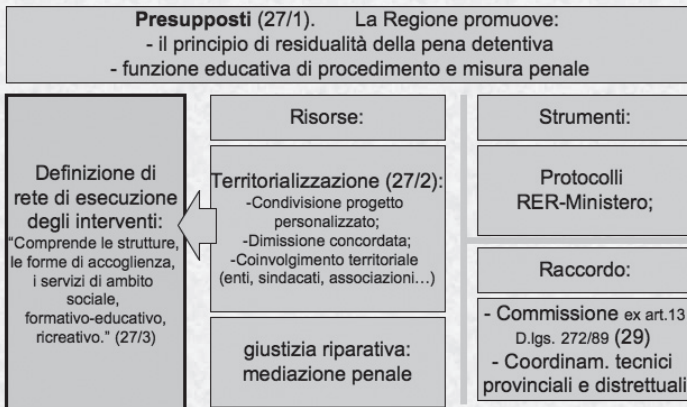 Presupposti (27/1). La Regione promuove:
- il principio di residualità della pena detentiva
- funzione educativa di procedimento e misura penale
Definizione di
rete di esecuzione
degli interventi:
"Comprende le strutture,
le forme di accoglienza,
i servizi di ambito
sociale,
formativo-educativo,
ricreativo." (27/3)
Risorse:
Territorializzazione (27/2):
-Condivisione progetto
personalizzato;
-Dimissione concordata;
-Coinvolgimento territoriale
(enti, sindacati, associazioni…)
giustizia riparativa:
mediazione penale
Strumenti:
Protocolli
RER-Ministero;
Raccordo:
- Commissione ex art.13
D.lgs. 272/89 (29)
- Coordinam. tecnici
provinciali e distrettuali